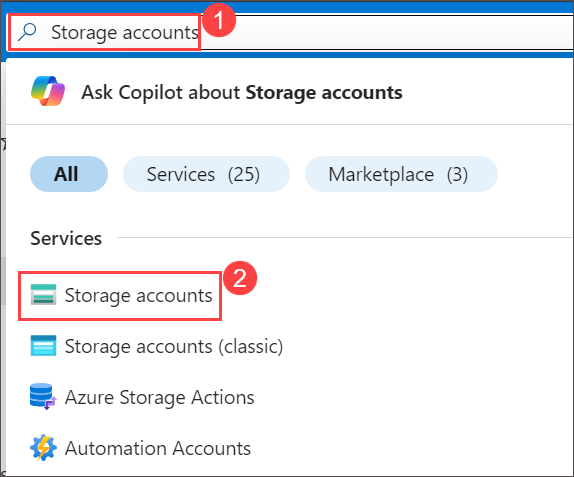 Storage accounts 1
Ask Copilot about Storage accounts
All Services (25) Marketplace (3)
Services
Storage accounts 2
Storage accounts (classic)
Azure Storage Actions
Automation Accounts